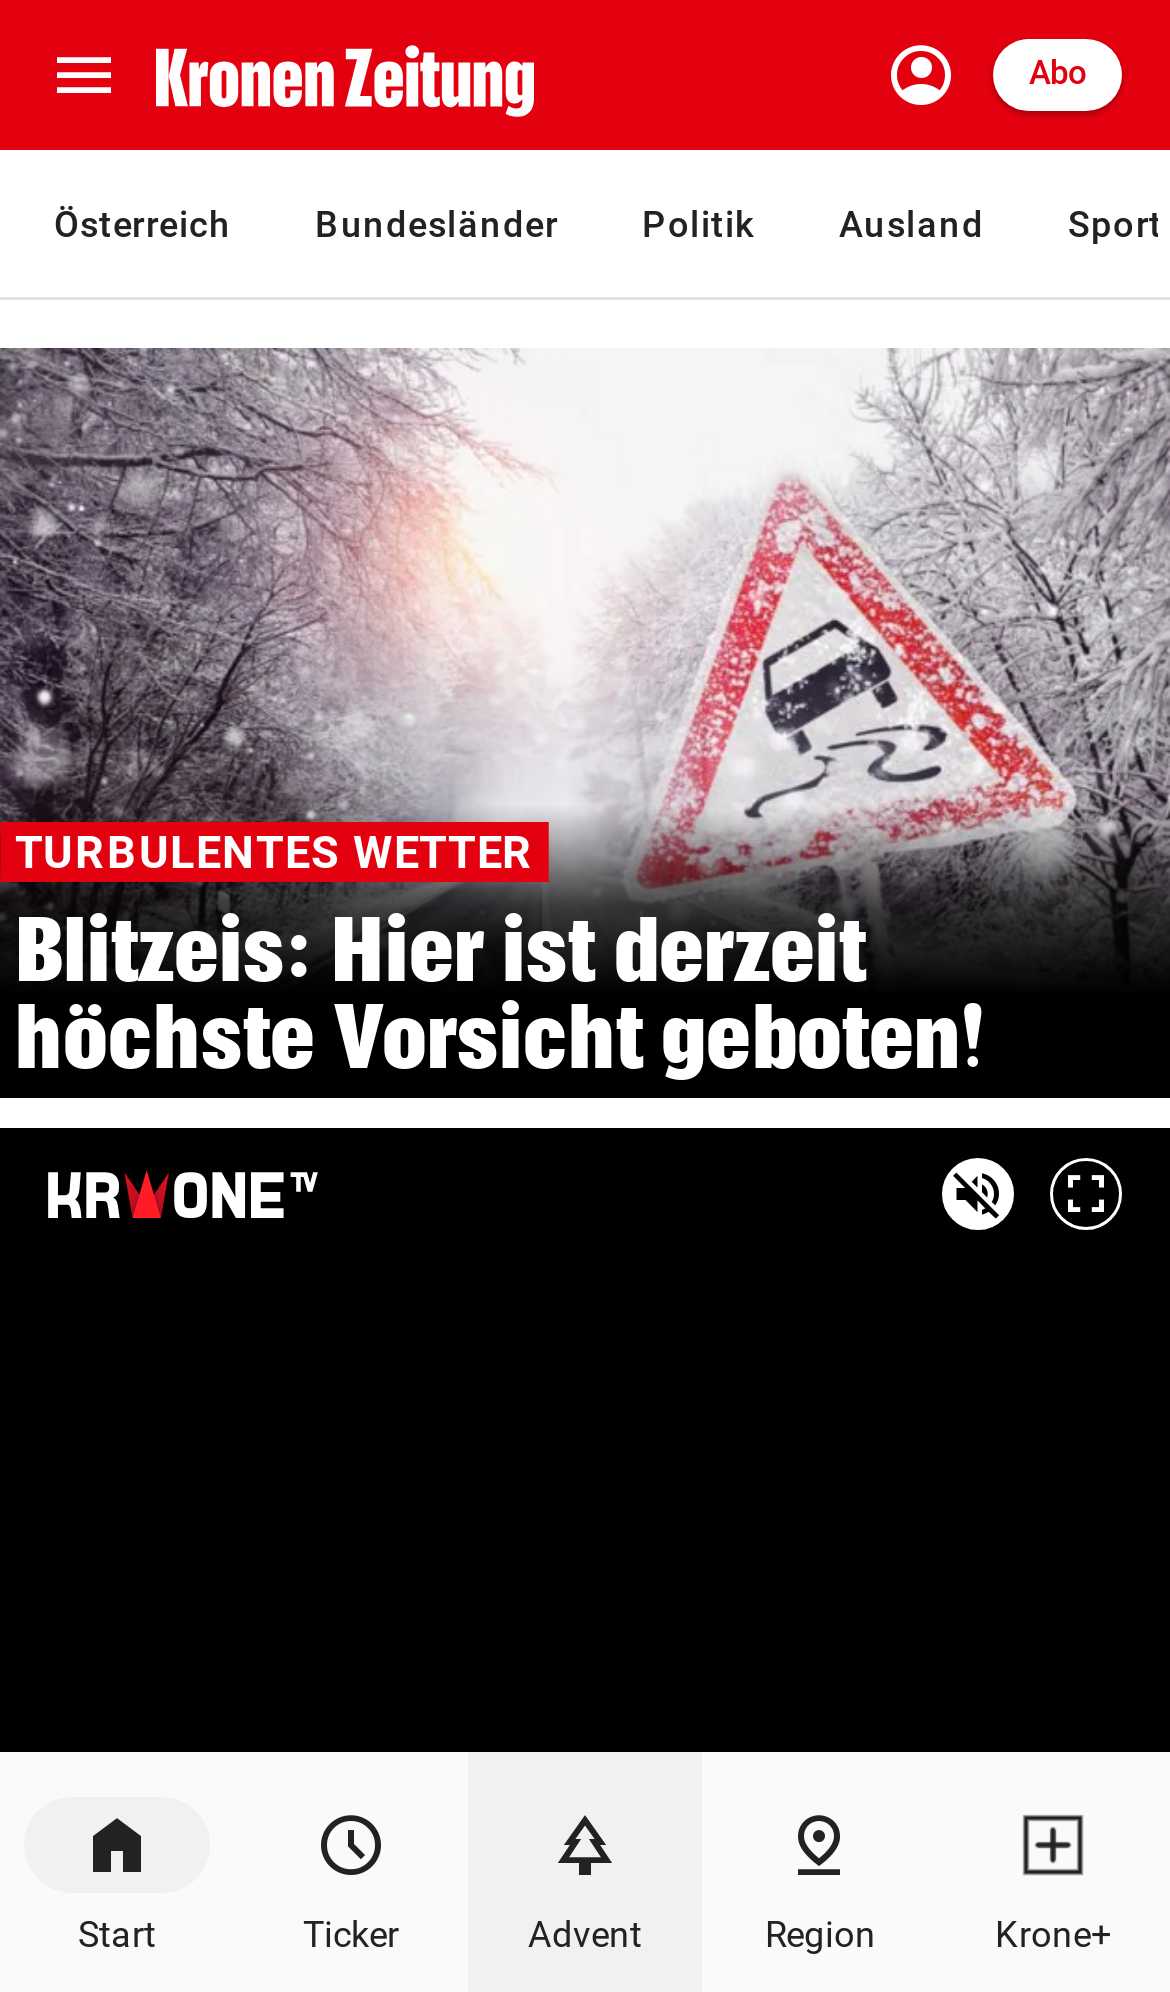 Kronen Zeitung
Abo
Österreich Bundesländer Politik Ausland Sport
TURBULENTES WETTER
Blitzeis: Hier ist derzeit
höchste Vorsicht geboten!
KRONE TV
Start Ticker Advent Region Krone+